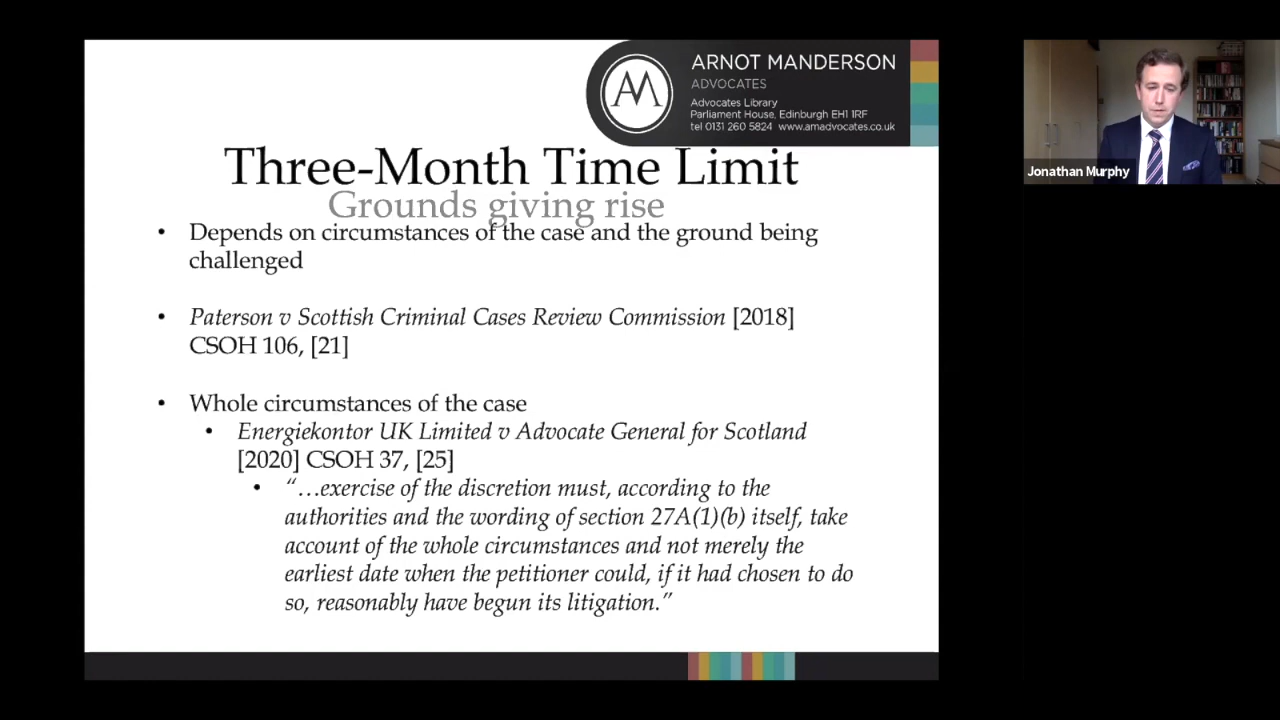 AM
ARNOT MANDERSON
ADVOCATES
Advocates Library
Parliament House, Edinburgh EH1 1RF
tel 0131 260 5824 www.amadvocates.co.uk
Three-Month Time Limit
Grounds giving rise
• Depends on circumstances of the case and the ground being
challenged
• Paterson v Scottish Criminal Cases Review Commission [2018]
CSOH 106, [21]
• Whole circumstances of the case
• Energiekontor UK Limited v Advocate General for Scotland
[2020] CSOH 37, [25]
• “…exercise of the discretion must, according to the
authorities and the wording of section 27A(1)(b) itself, take
account of the whole circumstances and not merely the
earliest date when the petitioner could, if it had chosen to do
so, reasonably have begun its litigation.”
Jonathan Murphy